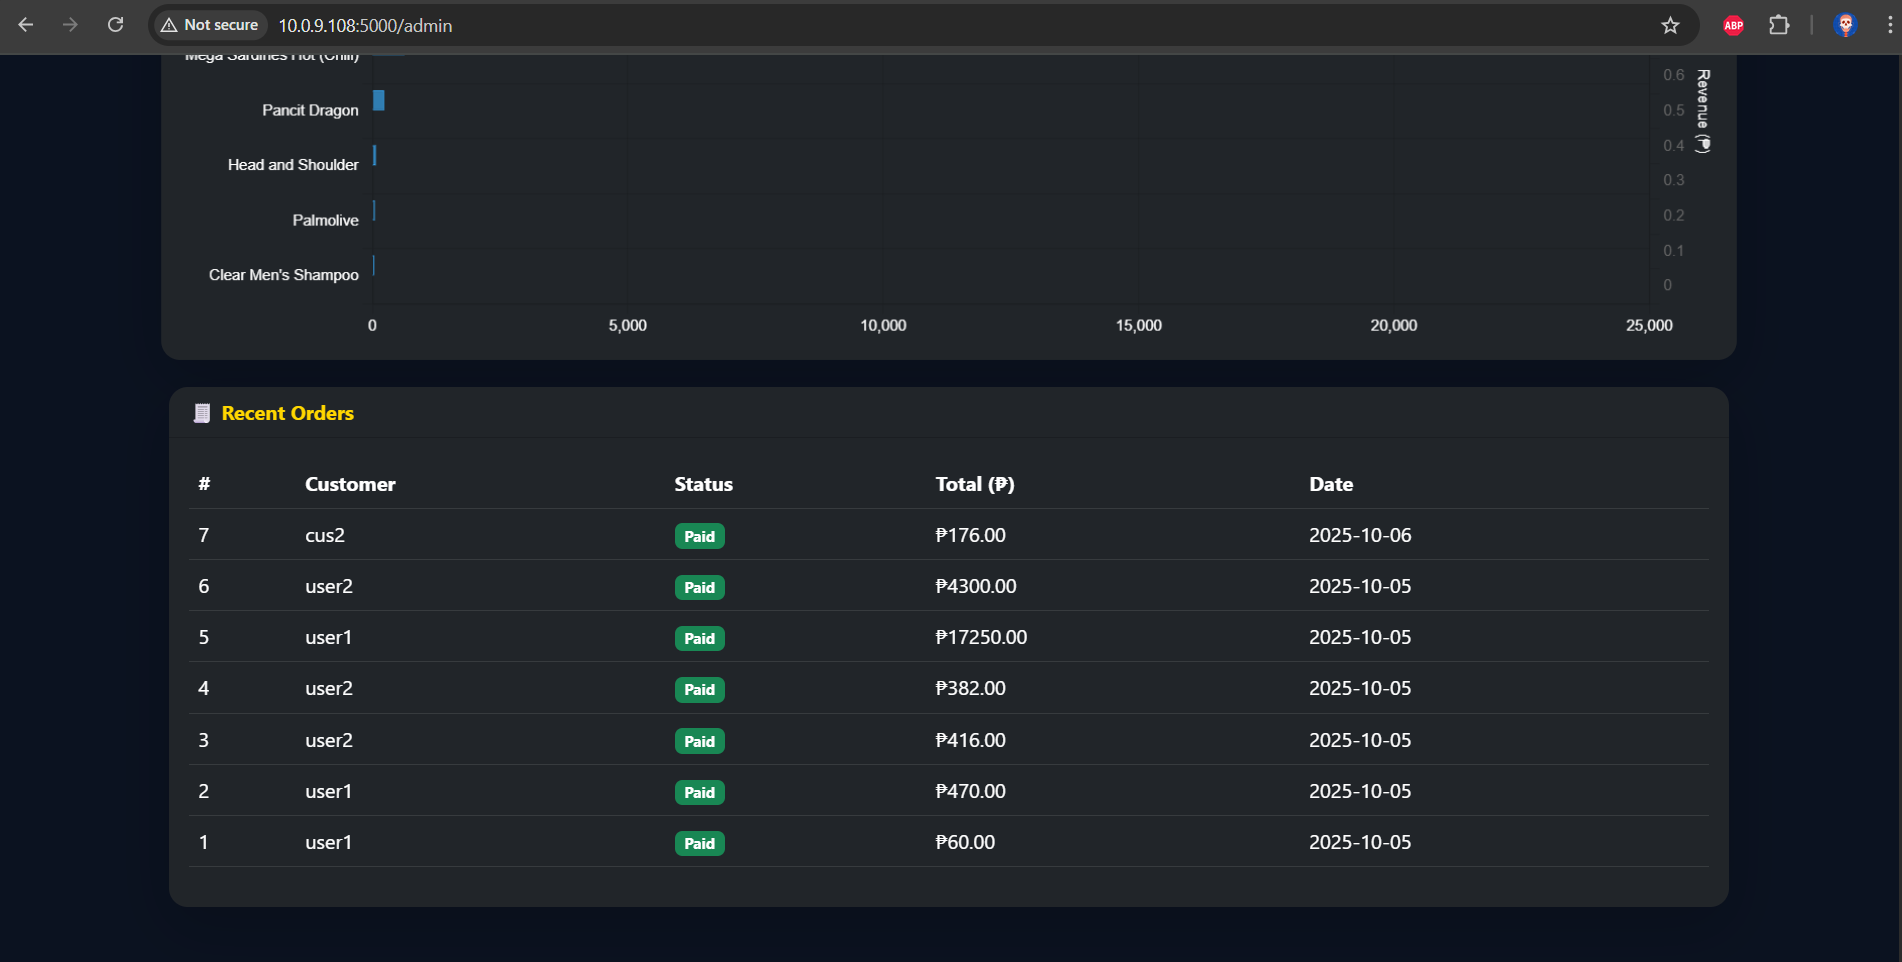 Not secure 10.0.9.108:5000/admin ABP
Mega Sardines Hot (Chili)
Pancit Dragon
Head and Shoulder
Palmolive
Clear Men's Shampoo
0 5,000 10,000 15,000 20,000 25,000
0.6
0.5
0.4
0.3
0.2
0.1
0
Revenue (₱)
Recent Orders
# Customer Status Total (₱) Date
7 cus2 Paid ₱176.00 2025-10-06
6 user2 Paid ₱4300.00 2025-10-05
5 user1 Paid ₱17250.00 2025-10-05
4 user2 Paid ₱382.00 2025-10-05
3 user2 Paid ₱416.00 2025-10-05
2 user1 Paid ₱470.00 2025-10-05
1 user1 Paid ₱60.00 2025-10-05